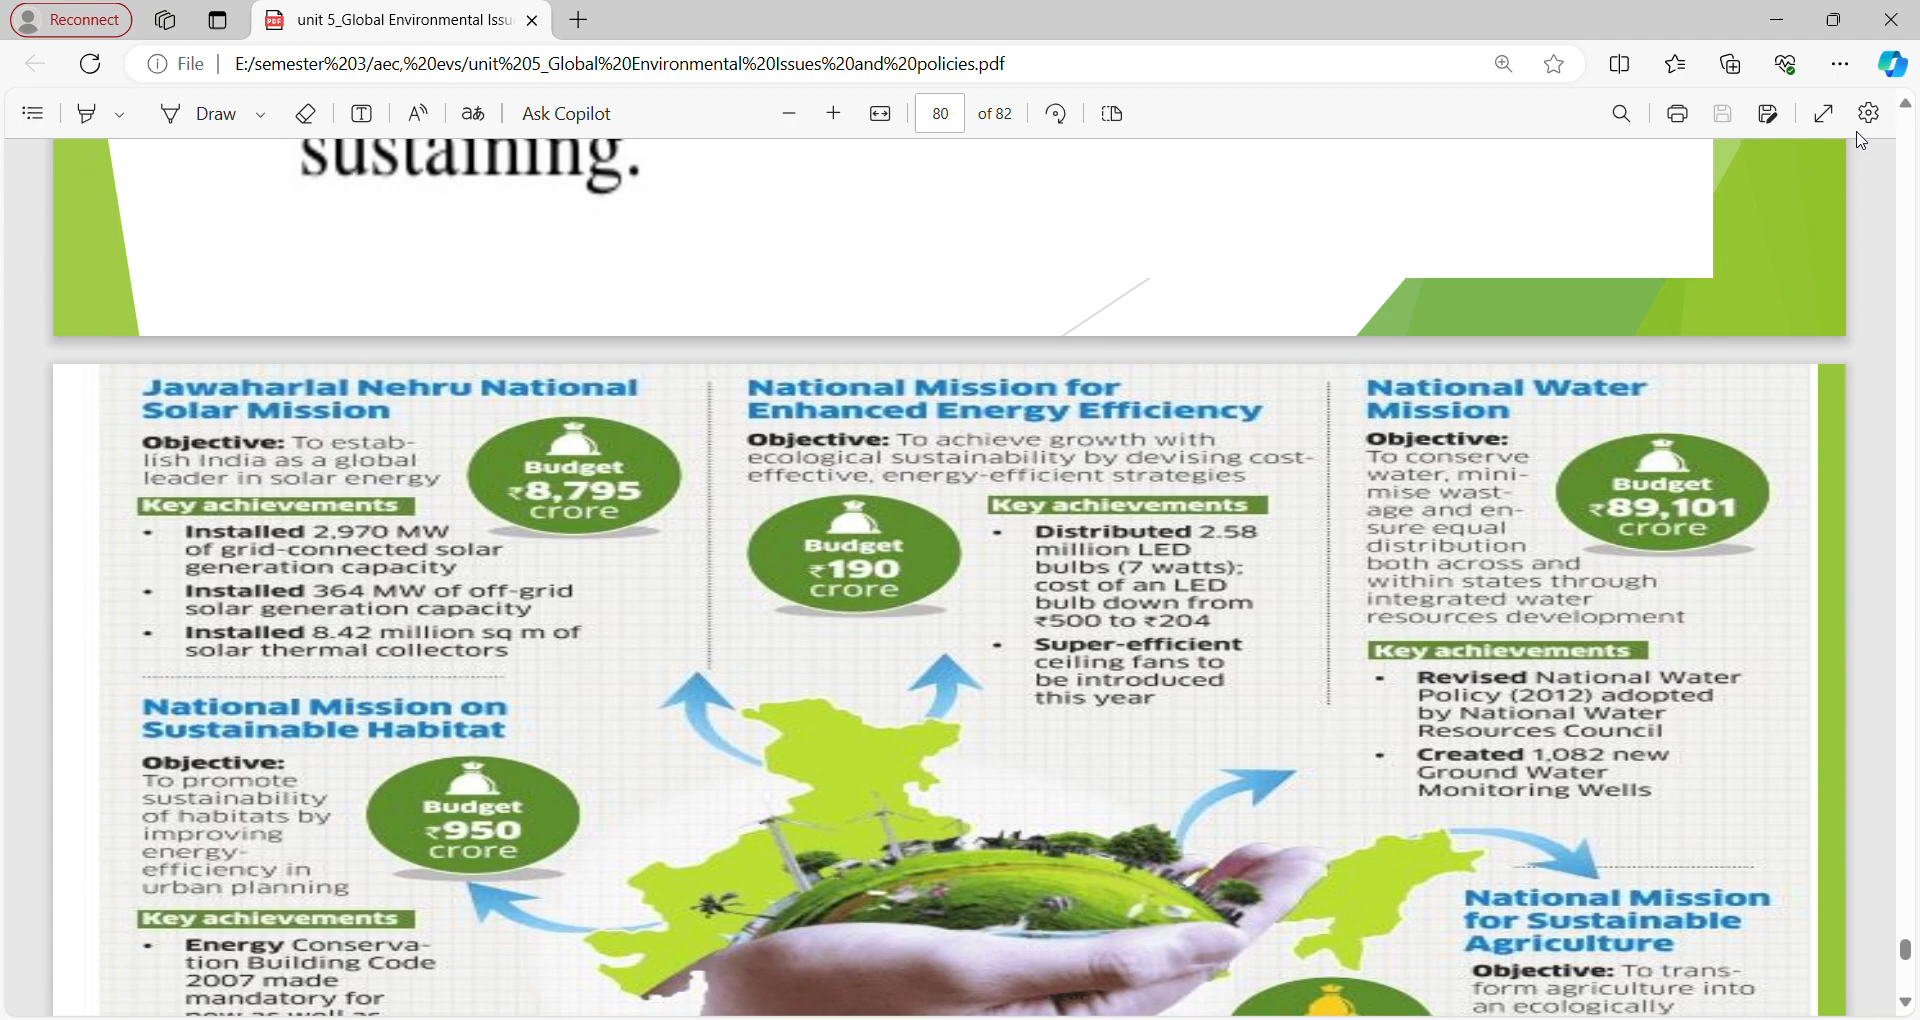 Reconnect
unit 5_Global Environmental Issu
File
E:/semester%203/aec,%20evs/unit%205_Global%20Environmental%20Issues%20and%20policies.pdf
Draw
aあ
Ask Copilot
80
of 82
sustaining.
Jawaharlal Nehru National
Solar Mission
Objective: To estab-
lish India as a global
leader in solar energy
Budget
₹8,795
crore
Key achievements
• Installed 2,970 MW
of grid-connected solar
generation capacity
• Installed 364 MW of off-grid
solar generation capacity
• Installed 8.42 million sq m of
solar thermal collectors
National Mission for
Enhanced Energy Efficiency
Objective: To achieve growth with
ecological sustainability by devising cost-
effective, energy-efficient strategies
Budget
₹190
crore
Key achievements
• Distributed 2.58
million LED
bulbs (7 watts);
cost of an LED
bulb down from
₹500 to ₹204
• Super-efficient
ceiling fans to
be introduced
this year
National Water
Mission
Objective:
To conserve
water, mini-
mise wast-
age and en-
sure equal
distribution
both across and
within states through
integrated water
resources development
Budget
₹89,101
crore
Key achievements
• Revised National Water
Policy (2012) adopted
by National Water
Resources Council
• Created 1,082 new
Ground Water
Monitoring Wells
National Mission on
Sustainable Habitat
Objective:
To promote
sustainability
of habitats by
improving
energy-
efficiency in
urban planning
Budget
₹950
crore
Key achievements
• Energy Conserva-
tion Building Code
2007 made
mandatory for
National Mission
for Sustainable
Agriculture
Objective: To trans-
form agriculture into
an ecologically